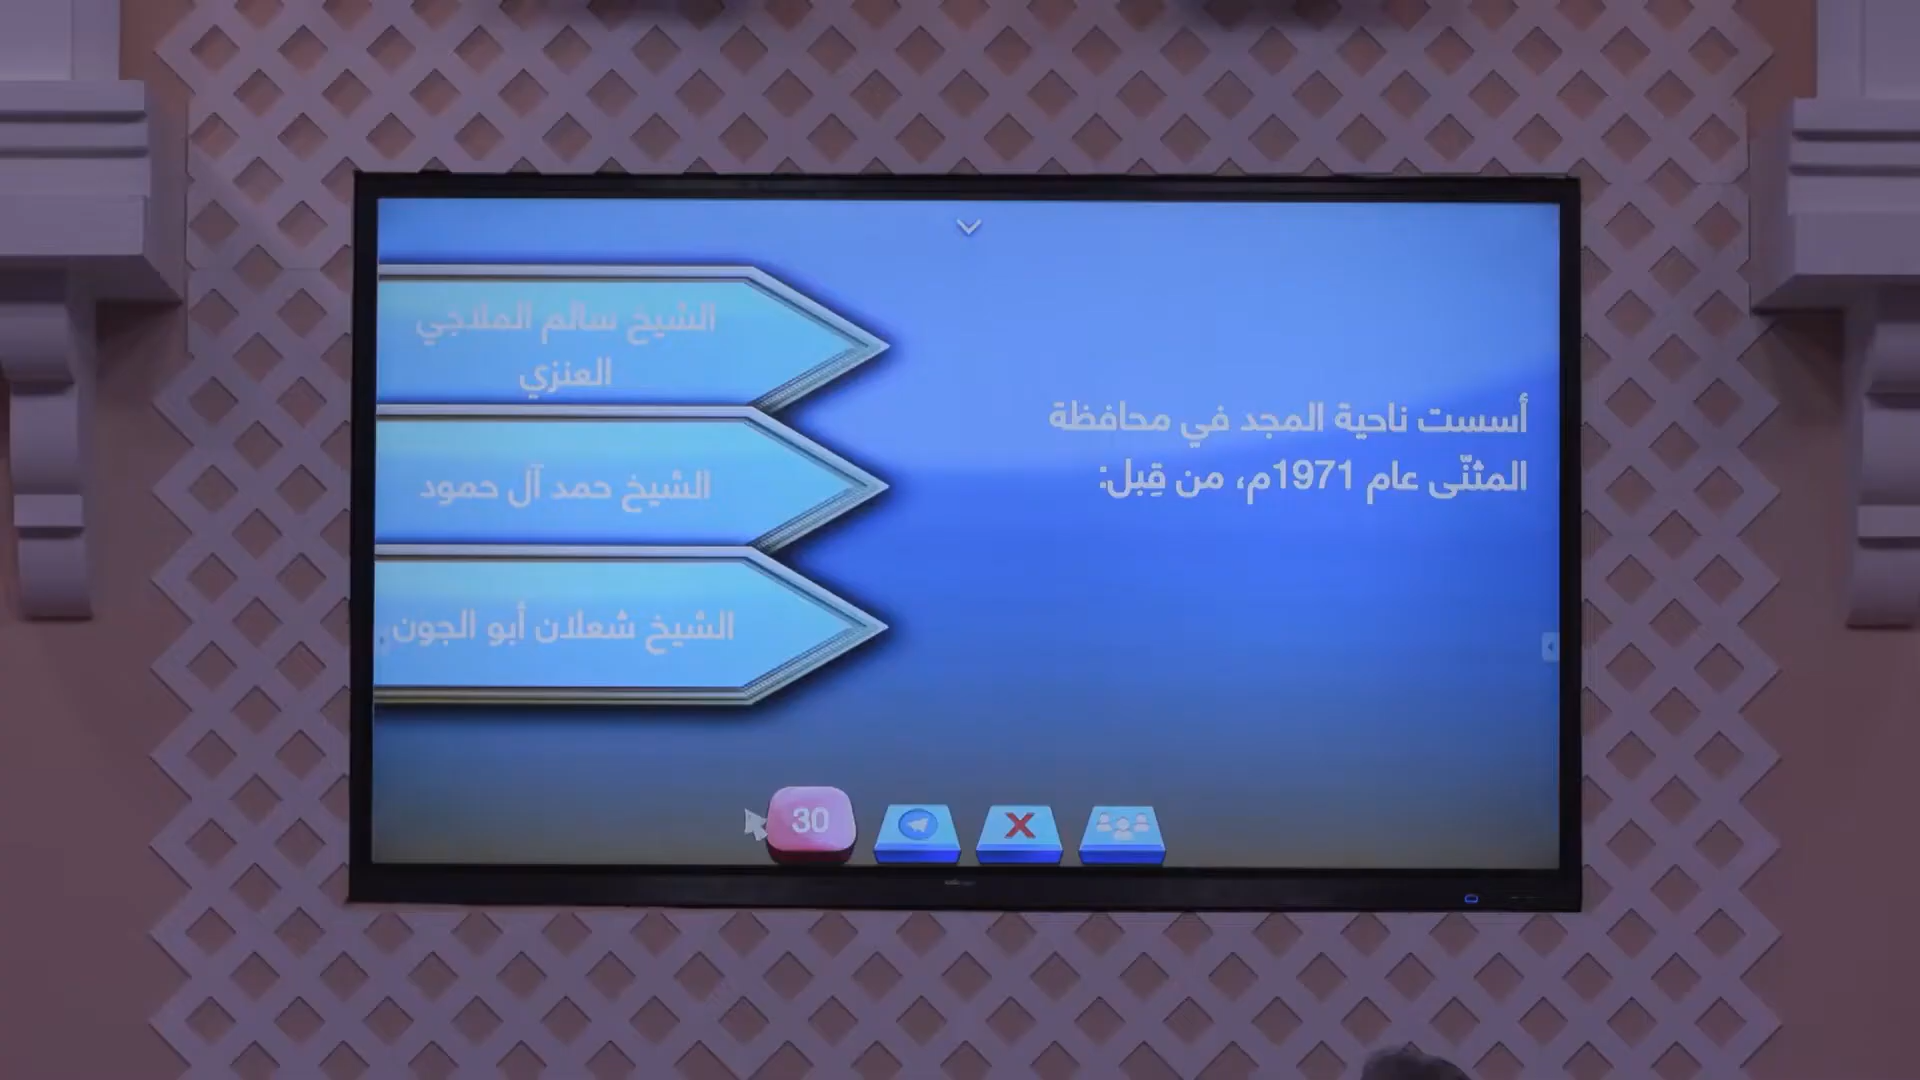 أسست ناحية المجد في محافظة
المثنّى عام 1971م، من قِبل:
الشيخ سالم الملاجي
العنزي
الشيخ حمد آل حمود
الشيخ شعلان أبو الجون
30